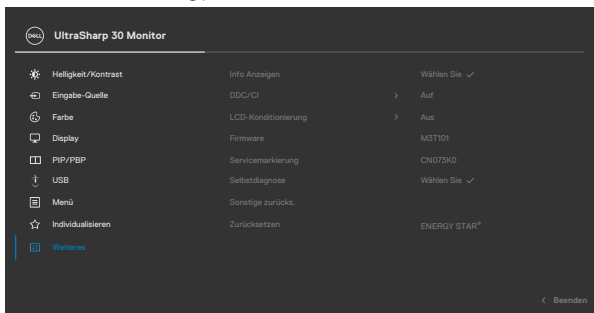 DELL UltraSharp 30 Monitor
Helligkeit/Kontrast Info Anzeigen Wählen Sie ✓
Eingabe-Quelle DDC/CI > Auf
Farbe LCD-Konditionierung > Aus
Display Firmware M3T101
PIP/PBP Servicemarkierung CN073K0
USB Selbstdiagnose Wählen Sie ✓
Menü Sonstige zurücks.
Individualisieren Zurücksetzen ENERGY STAR®
Weiteres
< Beenden